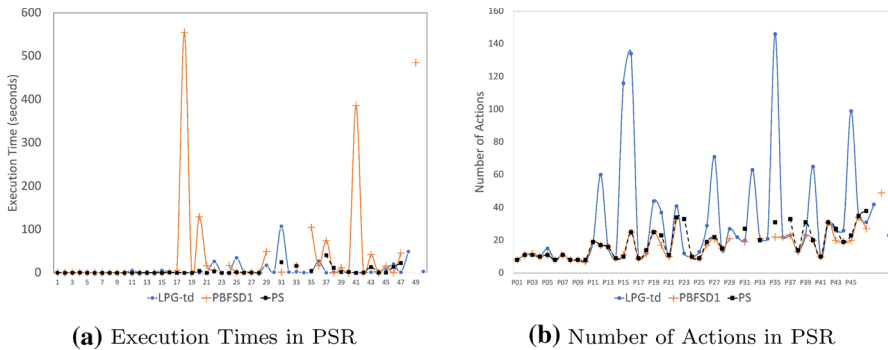 600
500
400
300
200
100
0
Execution Time (seconds)
1 3 5 7 9 11 13 15 17 19 21 23 25 27 29 31 33 35 37 39 41 43 45 47 49
LPG-td PBFSD1 PS
(a) Execution Times in PSR
160
140
120
100
80
60
40
20
0
Number of Actions
P01 P03 P05 P07 P09 P11 P13 P15 P17 P19 P21 P23 P25 P27 P29 P31 P33 P35 P37 P39 P41 P43 P45
LPG-td PBFSD1 PS
(b) Number of Actions in PSR